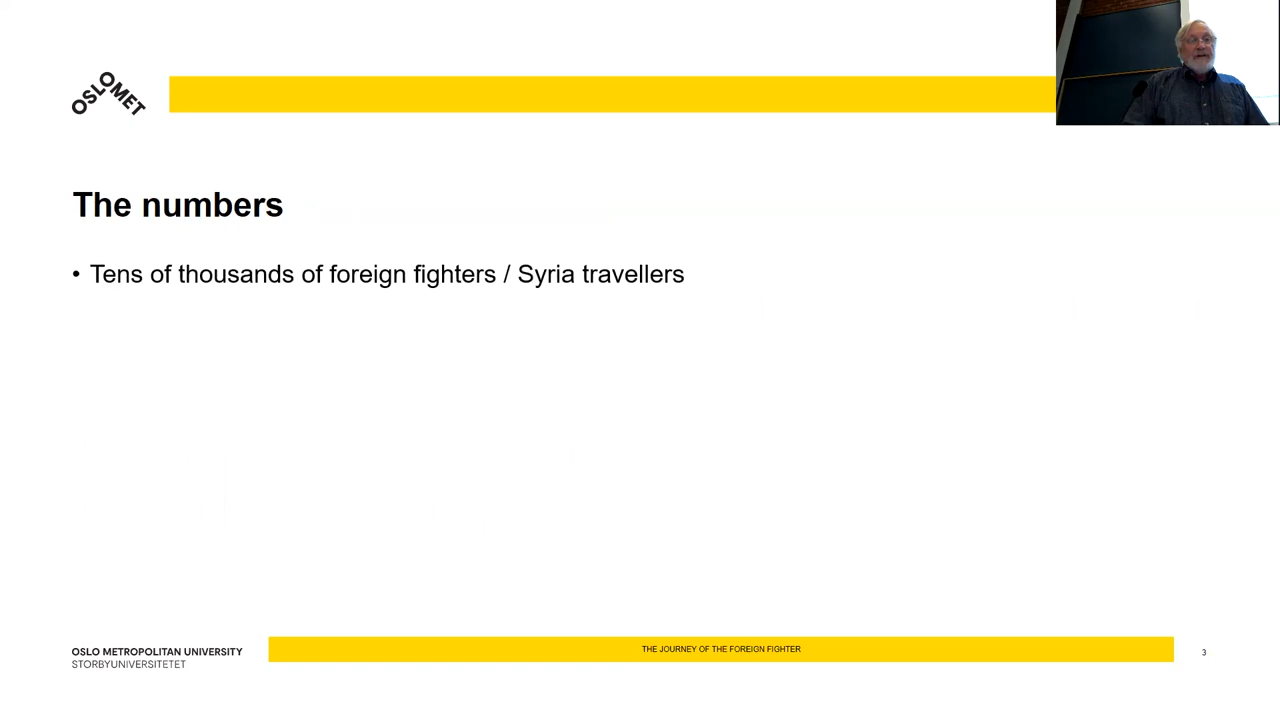 OSLOMET
The numbers
• Tens of thousands of foreign fighters / Syria travellers
OSLO METROPOLITAN UNIVERSITY
STORBYUNIVERSITETET
THE JOURNEY OF THE FOREIGN FIGHTER
3